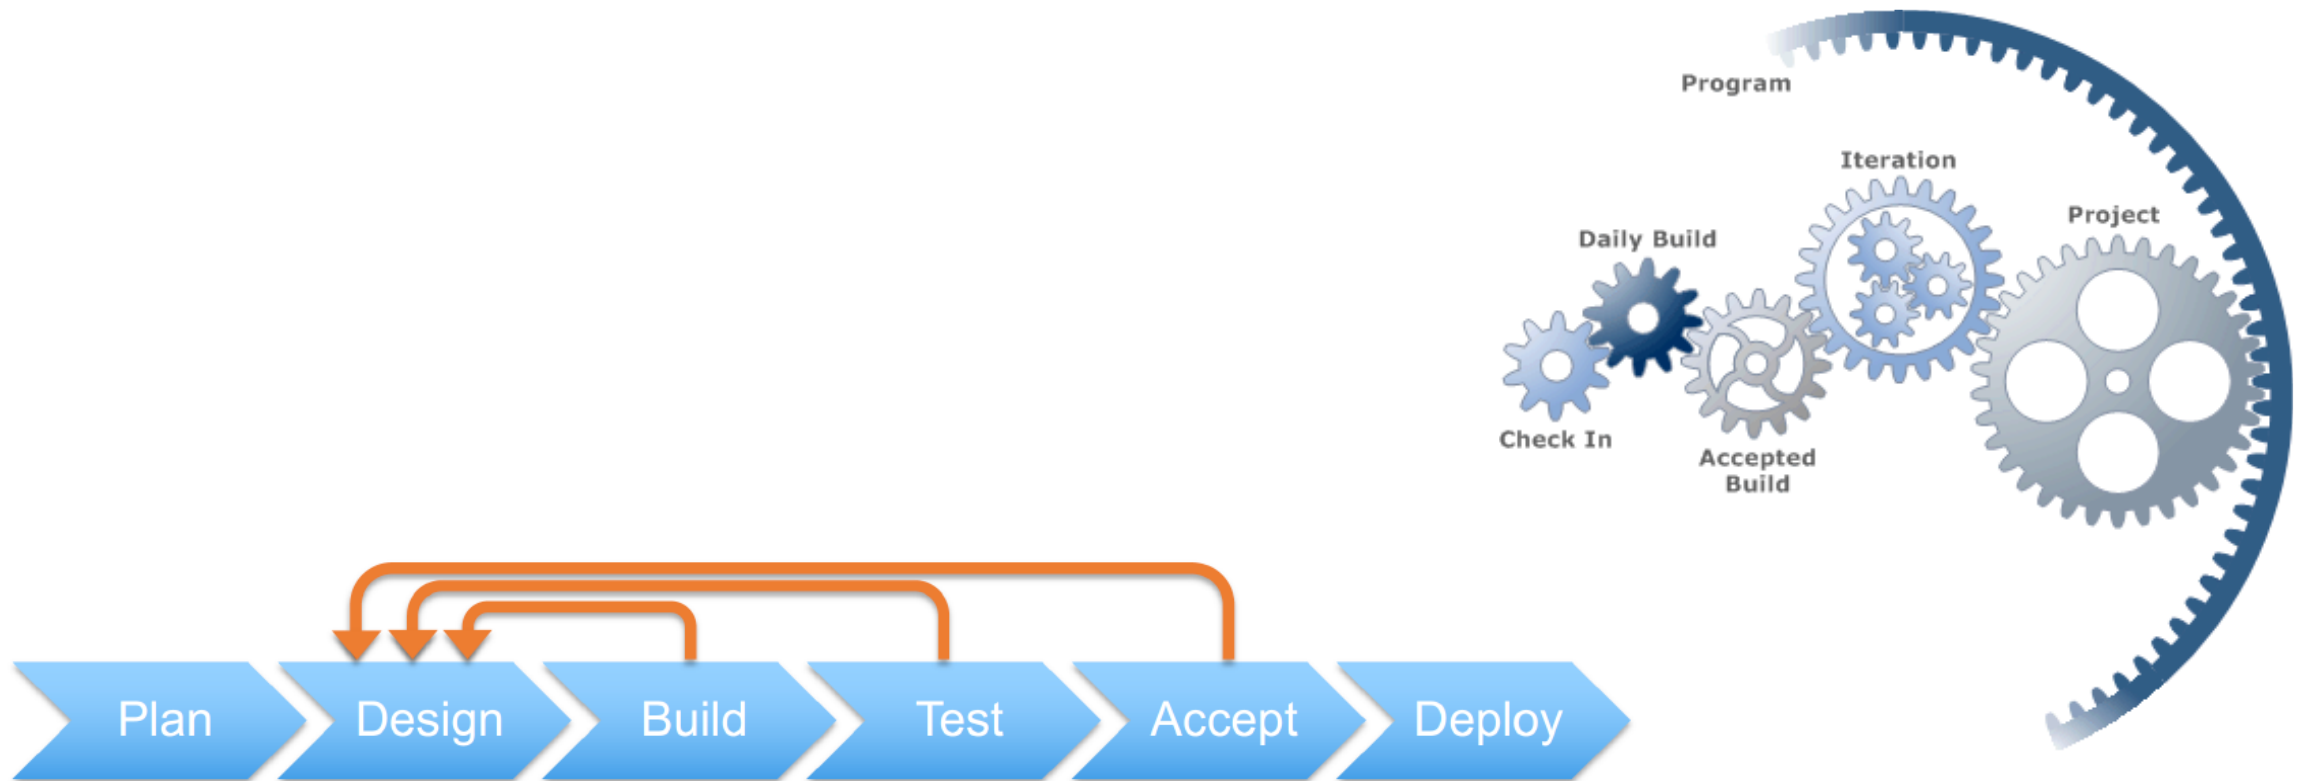 Program
Iteration
Project
Daily Build
Check In
Accepted
Build
Plan
Design
Build
Test
Accept
Deploy